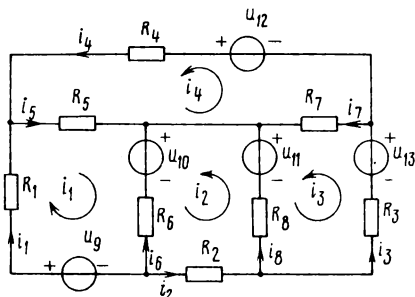 u12
i4 R4 + −
i4
i5 R5 R7 i7
+ + +
u10 u11 u13
− − −
R1 i1 i2 i3
R6 R8 R3
i1 u9 i6 R2 i8 i3
+ − i2